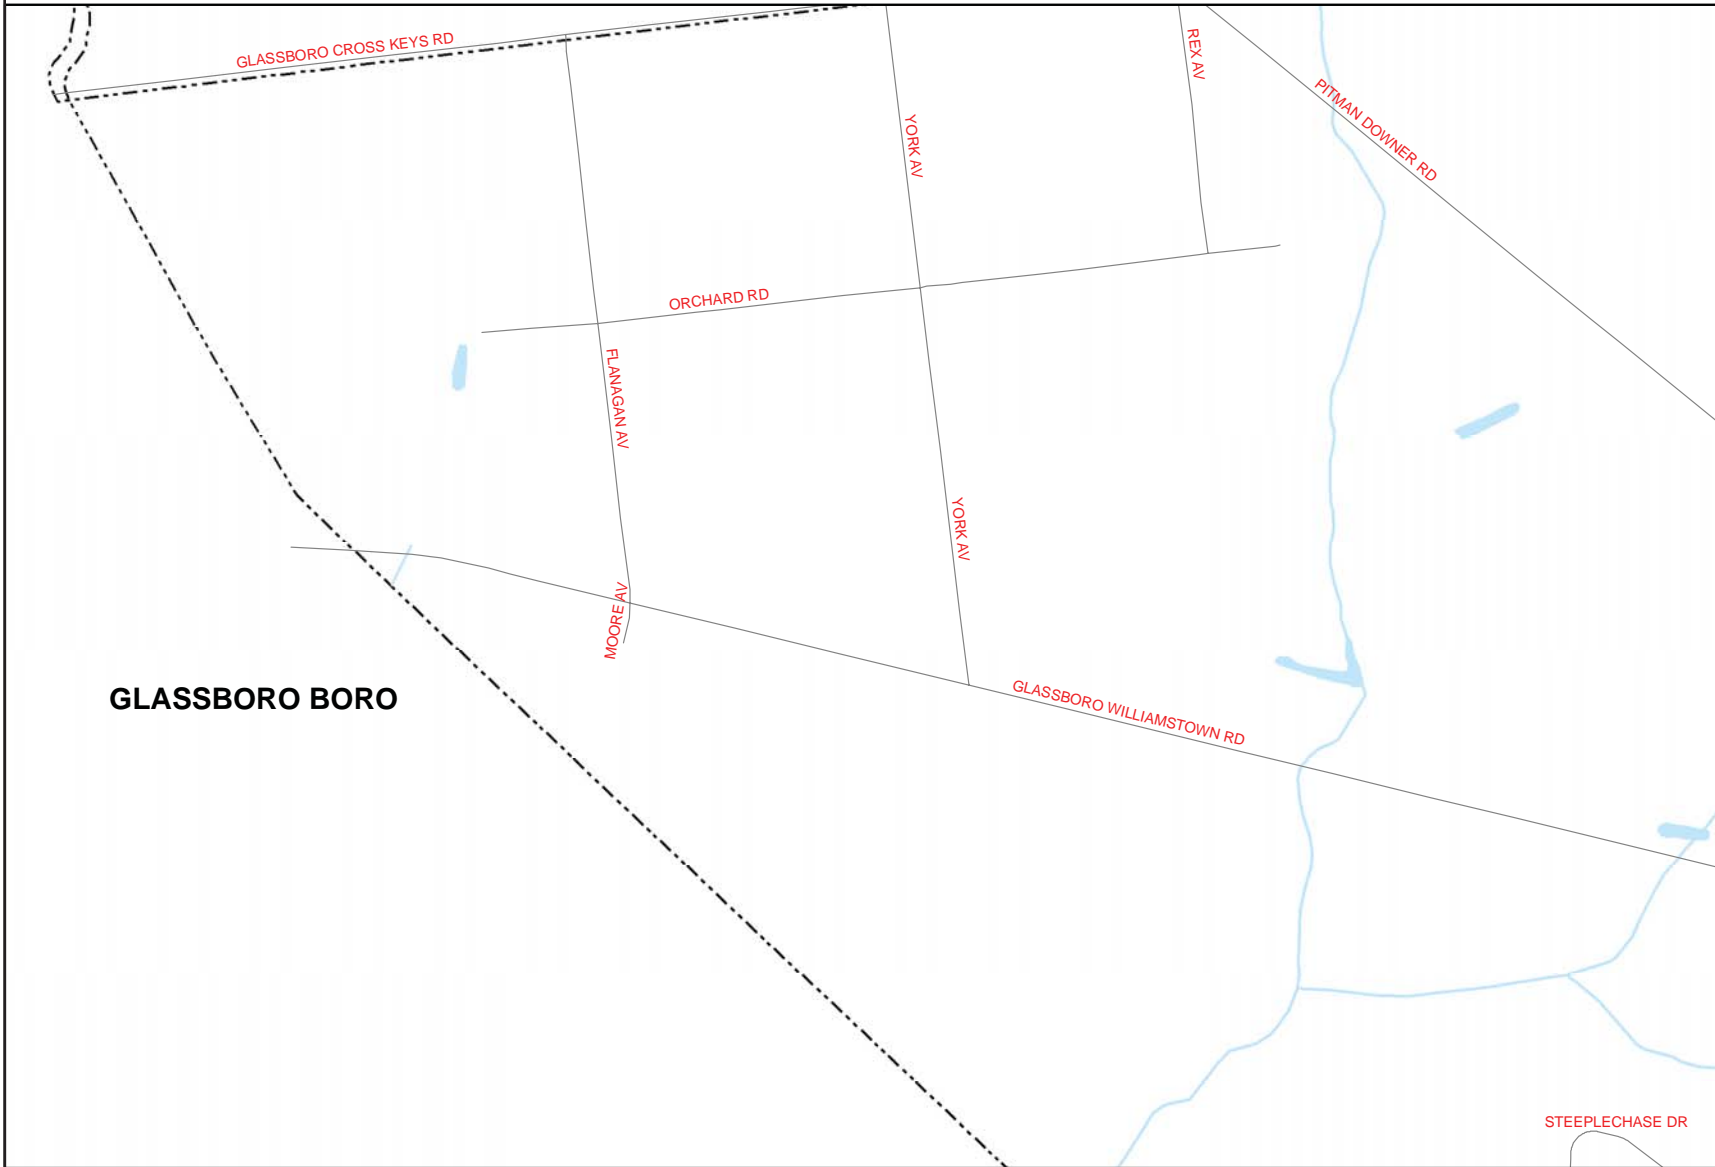 GLASSBORO CROSS KEYS RD
REX AV
PITMAN DOWNER RD
YORK AV
ORCHARD RD
FLANAGAN AV
YORK AV
MOORE AV
GLASSBORO BORO
GLASSBORO WILLIAMSTOWN RD
STEEPLECHASE DR